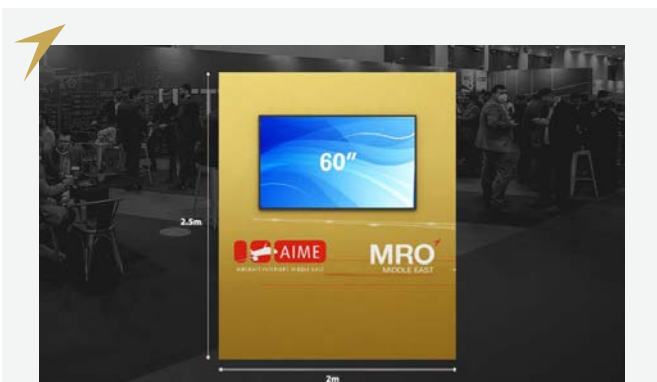 60"
2.5m
AIME
AIRCRAFT INTERIORS MIDDLE EAST
MRO
MIDDLE EAST
2m